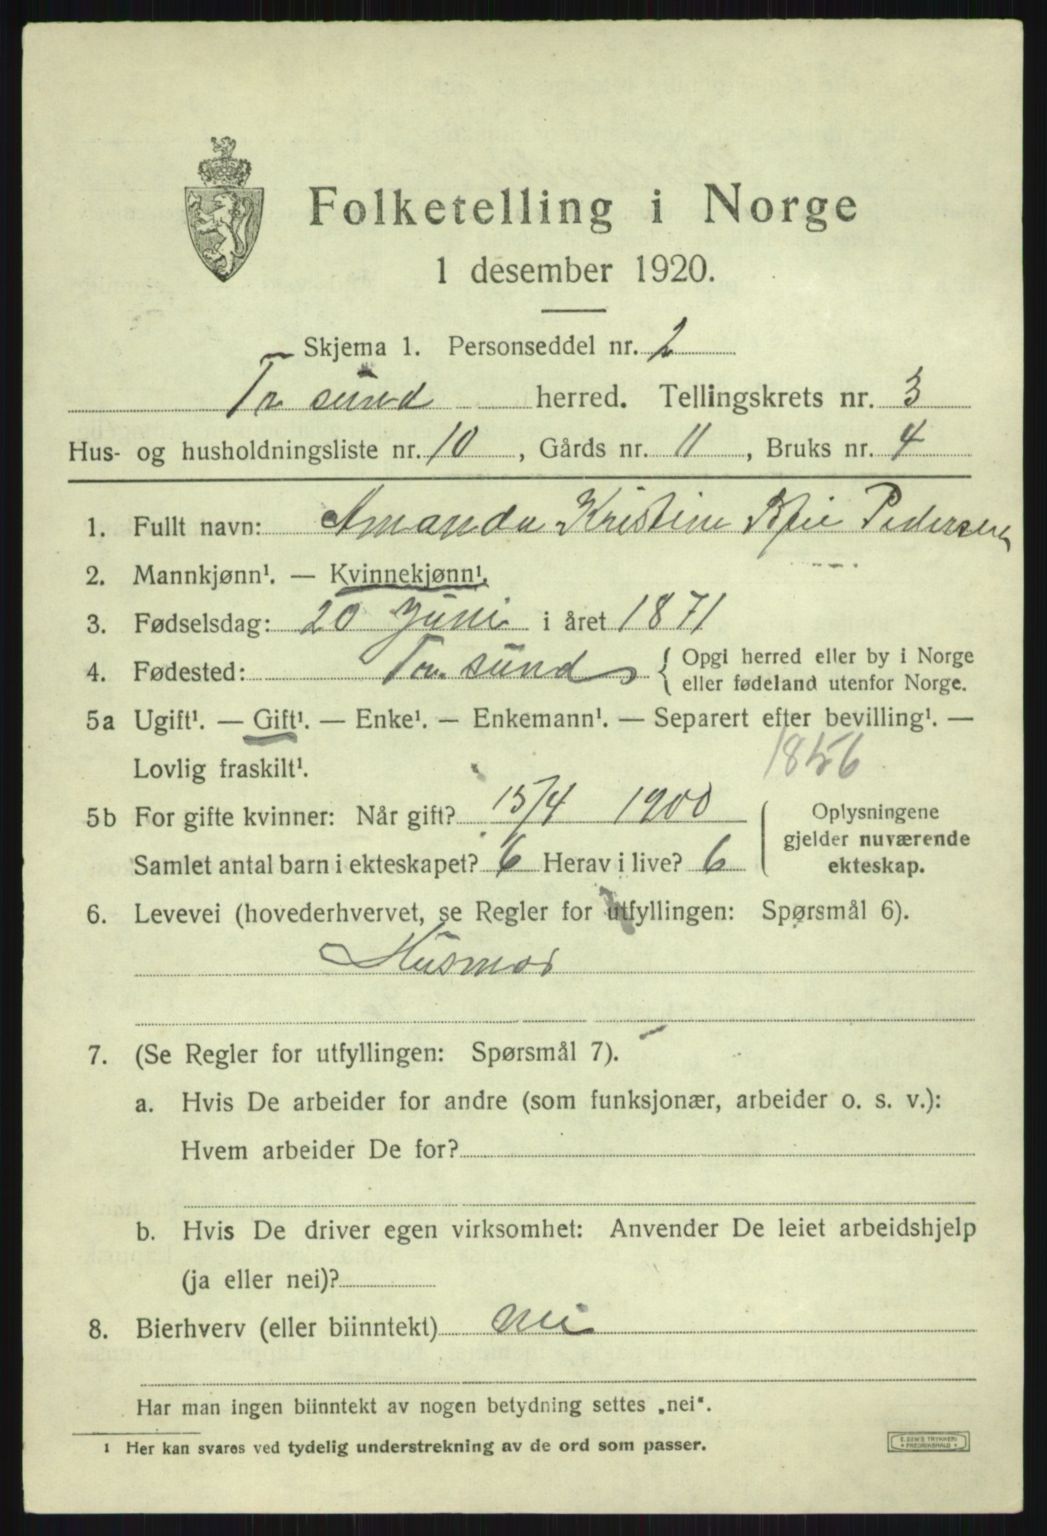 Folketelling i Norge
1 desember 1920.
Skjema 1. Personseddel nr. 2
sund herred. Tellingskrets nr. 3
Hus- og husholdningsliste nr. 10, Gårds nr. 11, Bruks nr. 4
1. Fullt navn: Amanda Kristine Pedersen
2. Mannkjønn¹. — Kvinnekjønn¹.
3. Fødselsdag: 20 Juni i året 1871
4. Fødested: sund { Opgi herred eller by i Norge
eller fødeland utenfor Norge.
5a Ugift¹. — Gift¹. — Enke¹. — Enkemann¹. — Separert efter bevilling¹. —
Lovlig fraskilt¹. 1856
5b For gifte kvinner: Når gift? 15/4 1900 Oplysningene
gjelder nuværende
Samlet antal barn i ekteskapet? 6 Herav i live? 6 ekteskap.
6. Levevei (hovederhvervet, se Regler for utfyllingen: Spørsmål 6).
Husmor
7. (Se Regler for utfyllingen: Spørsmål 7).
a. Hvis De arbeider for andre (som funksjonær, arbeider o. s. v.):
Hvem arbeider De for?
b. Hvis De driver egen virksomhet: Anvender De leiet arbeidshjelp
(ja eller nei)?
8. Bierhverv (eller biinntekt) nei
Har man ingen biinntekt av nogen betydning settes „nei".
¹ Her kan svares ved tydelig understrekning av de ord som passer.